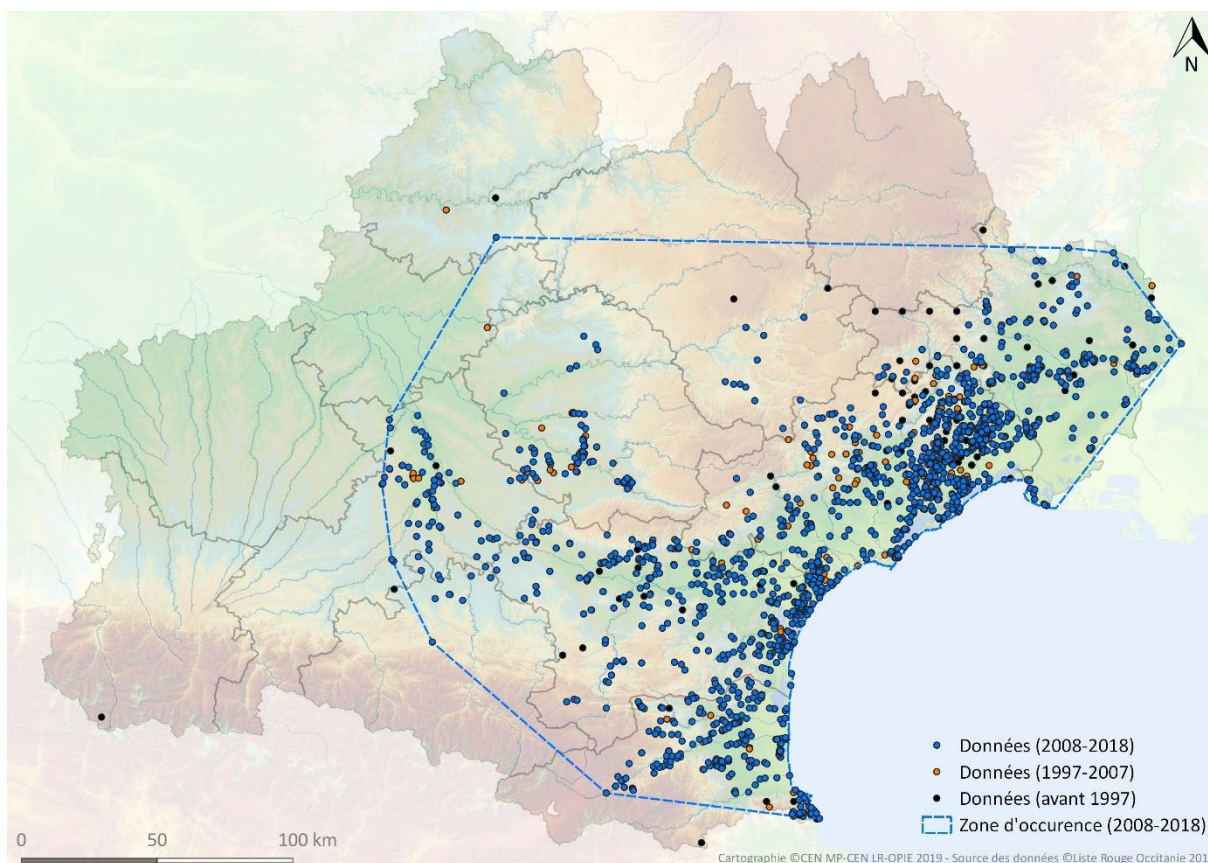 N
Données (2008-2018)
Données (1997-2007)
Données (avant 1997)
Zone d'occurence (2008-2018)
0 50 100 km
Cartographie ©CEN MP-CEN LR-OPIE 2019 - Source des données ©Liste Rouge Occitanie 201